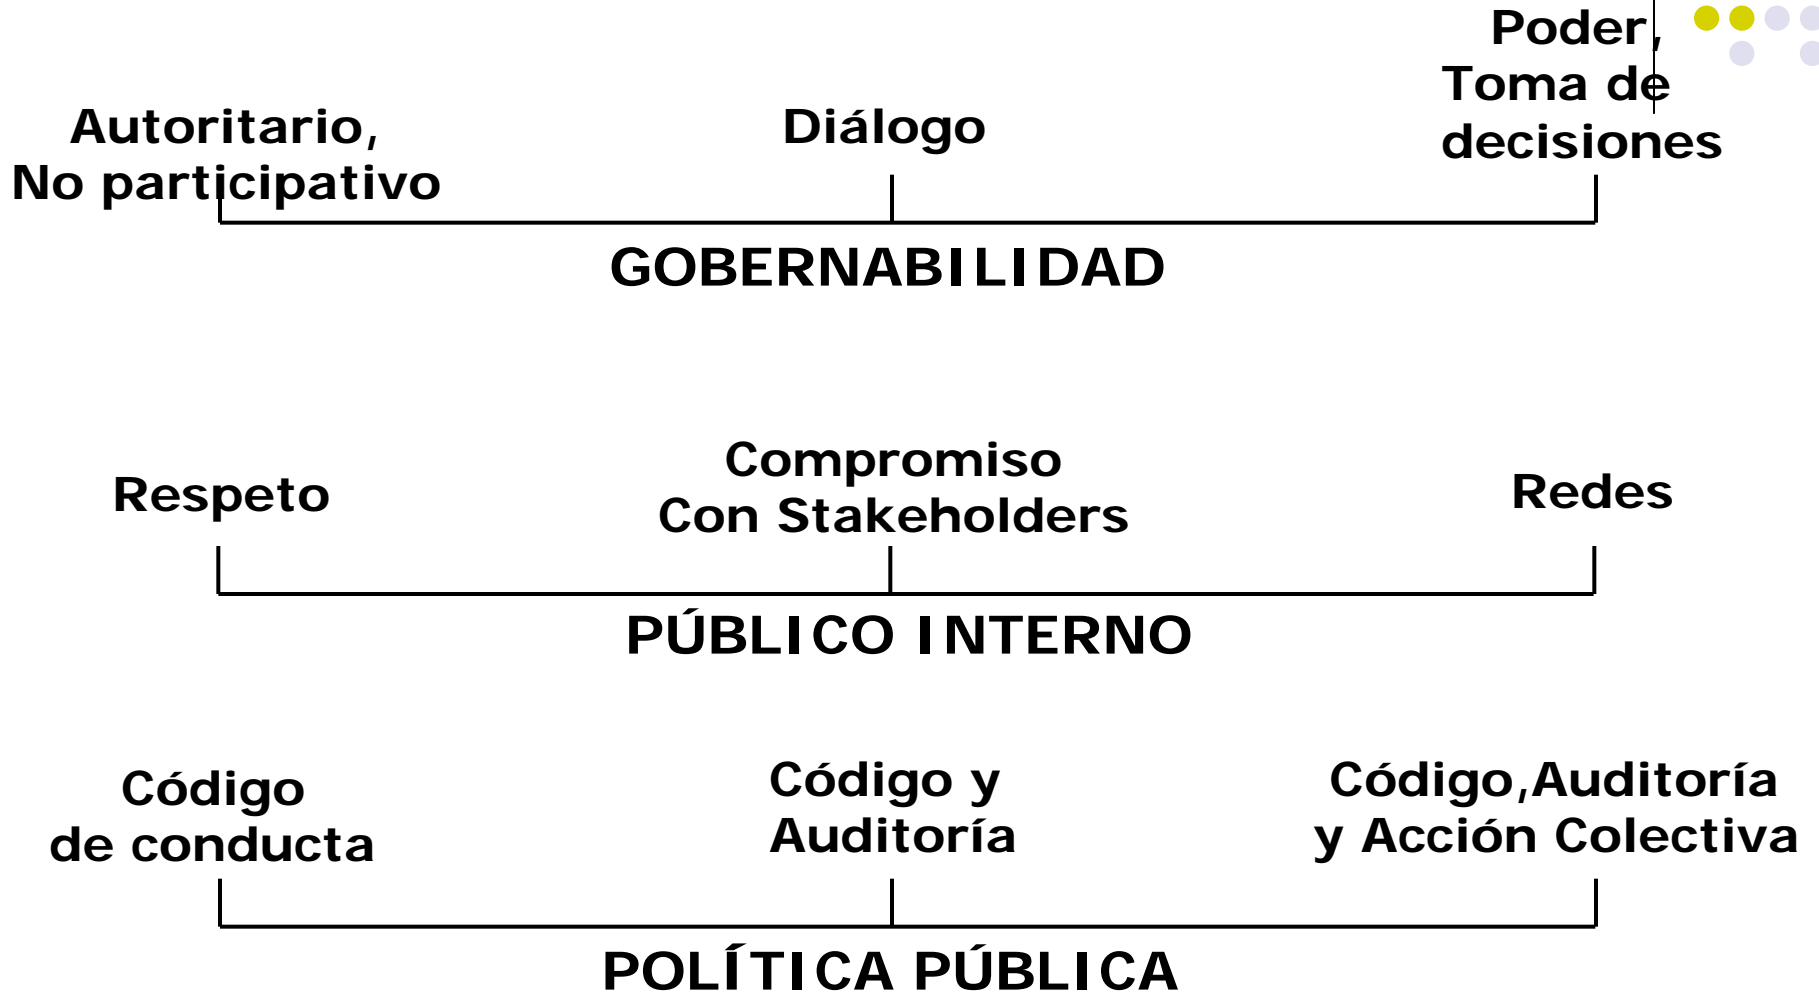 Autoritario,
No participativo
Diálogo
Poder,
Toma de
decisiones
GOBERNABILIDAD
Respeto
Compromiso
Con Stakeholders
Redes
PÚBLICO INTERNO
Código
de conducta
Código y
Auditoría
Código,Auditoría
y Acción Colectiva
POLÍTICA PÚBLICA